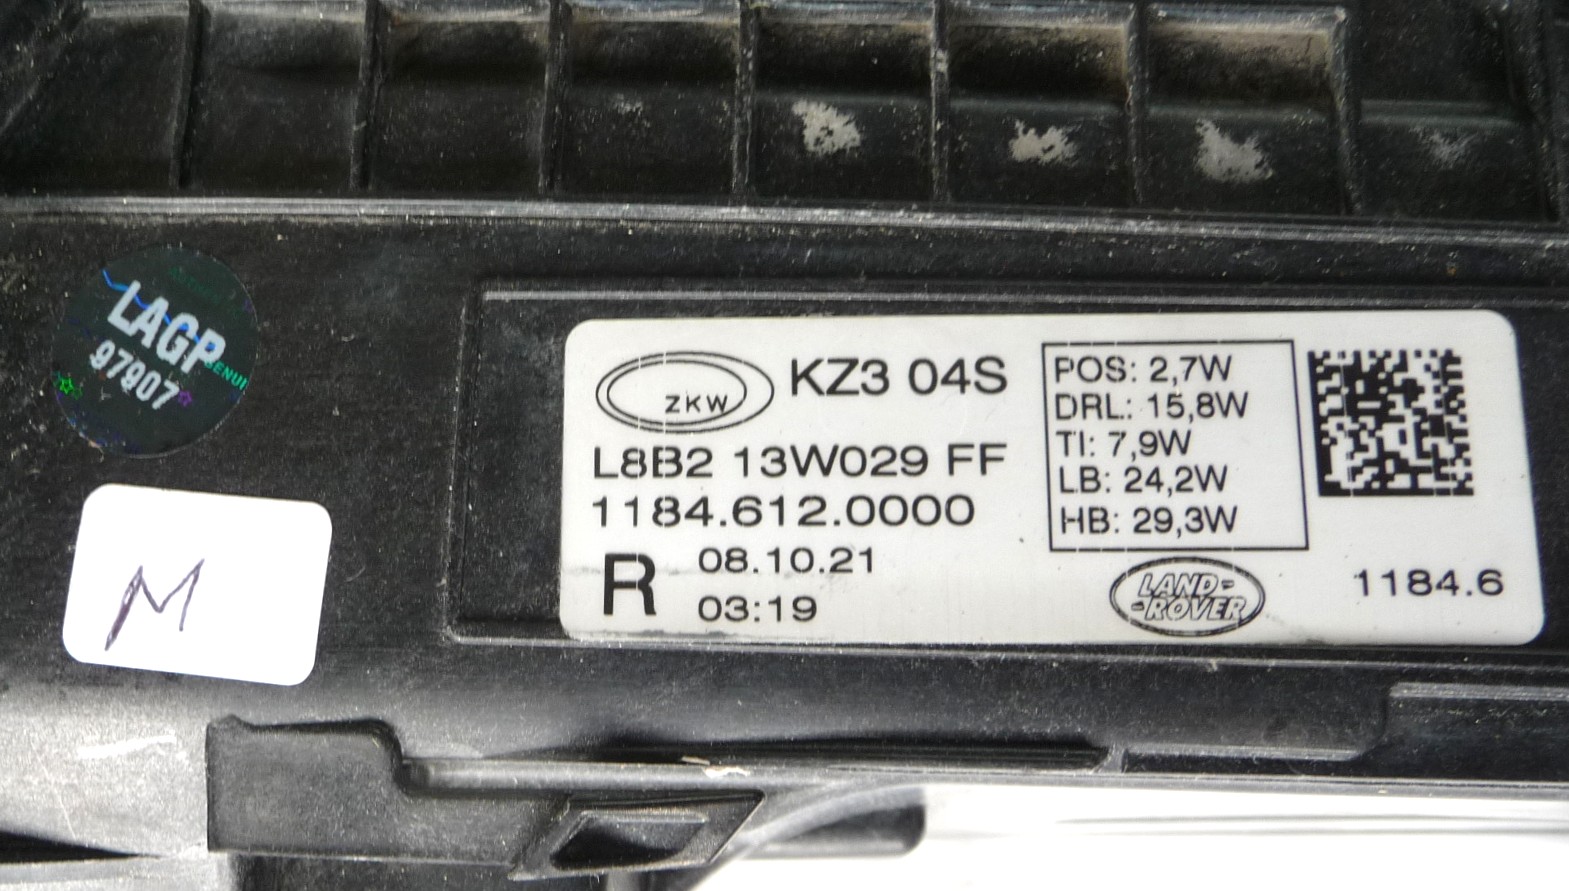 LAGP
97907
GENUI
M
ZKW
KZ3 04S
L8B2 13W029 FF
1184.612.0000
R
08.10.21
03:19
POS: 2,7W
DRL: 15,8W
TI: 7,9W
LB: 24,2W
HB: 29,3W
LAND-
-ROVER
1184.6